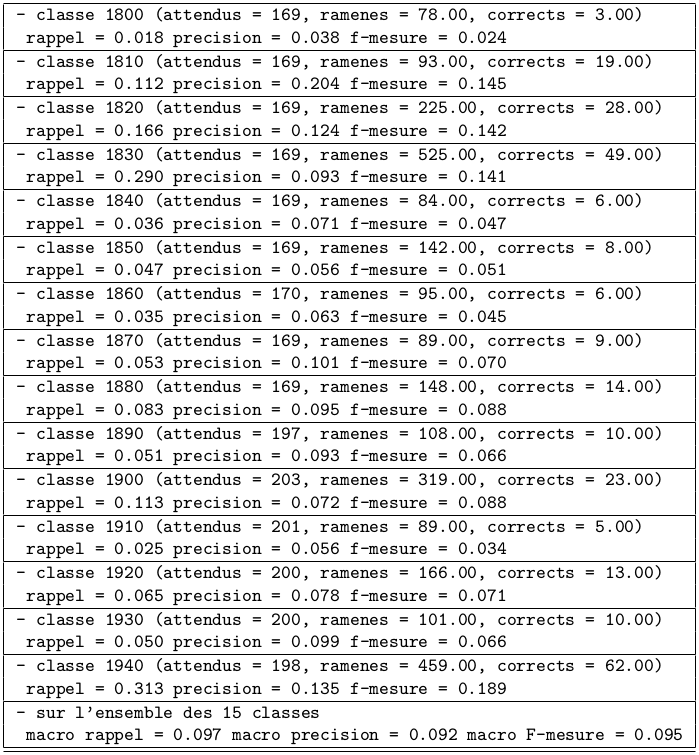 - classe 1800 (attendus = 169, ramenes = 78.00, corrects = 3.00)
rappel = 0.018 precision = 0.038 f-mesure = 0.024
- classe 1810 (attendus = 169, ramenes = 93.00, corrects = 19.00)
rappel = 0.112 precision = 0.204 f-mesure = 0.145
- classe 1820 (attendus = 169, ramenes = 225.00, corrects = 28.00)
rappel = 0.166 precision = 0.124 f-mesure = 0.142
- classe 1830 (attendus = 169, ramenes = 525.00, corrects = 49.00)
rappel = 0.290 precision = 0.093 f-mesure = 0.141
- classe 1840 (attendus = 169, ramenes = 84.00, corrects = 6.00)
rappel = 0.036 precision = 0.071 f-mesure = 0.047
- classe 1850 (attendus = 169, ramenes = 142.00, corrects = 8.00)
rappel = 0.047 precision = 0.056 f-mesure = 0.051
- classe 1860 (attendus = 170, ramenes = 95.00, corrects = 6.00)
rappel = 0.035 precision = 0.063 f-mesure = 0.045
- classe 1870 (attendus = 169, ramenes = 89.00, corrects = 9.00)
rappel = 0.053 precision = 0.101 f-mesure = 0.070
- classe 1880 (attendus = 169, ramenes = 148.00, corrects = 14.00)
rappel = 0.083 precision = 0.095 f-mesure = 0.088
- classe 1890 (attendus = 197, ramenes = 108.00, corrects = 10.00)
rappel = 0.051 precision = 0.093 f-mesure = 0.066
- classe 1900 (attendus = 203, ramenes = 319.00, corrects = 23.00)
rappel = 0.113 precision = 0.072 f-mesure = 0.088
- classe 1910 (attendus = 201, ramenes = 89.00, corrects = 5.00)
rappel = 0.025 precision = 0.056 f-mesure = 0.034
- classe 1920 (attendus = 200, ramenes = 166.00, corrects = 13.00)
rappel = 0.065 precision = 0.078 f-mesure = 0.071
- classe 1930 (attendus = 200, ramenes = 101.00, corrects = 10.00)
rappel = 0.050 precision = 0.099 f-mesure = 0.066
- classe 1940 (attendus = 198, ramenes = 459.00, corrects = 62.00)
rappel = 0.313 precision = 0.135 f-mesure = 0.189
- sur l'ensemble des 15 classes
macro rappel = 0.097 macro precision = 0.092 macro F-mesure = 0.095